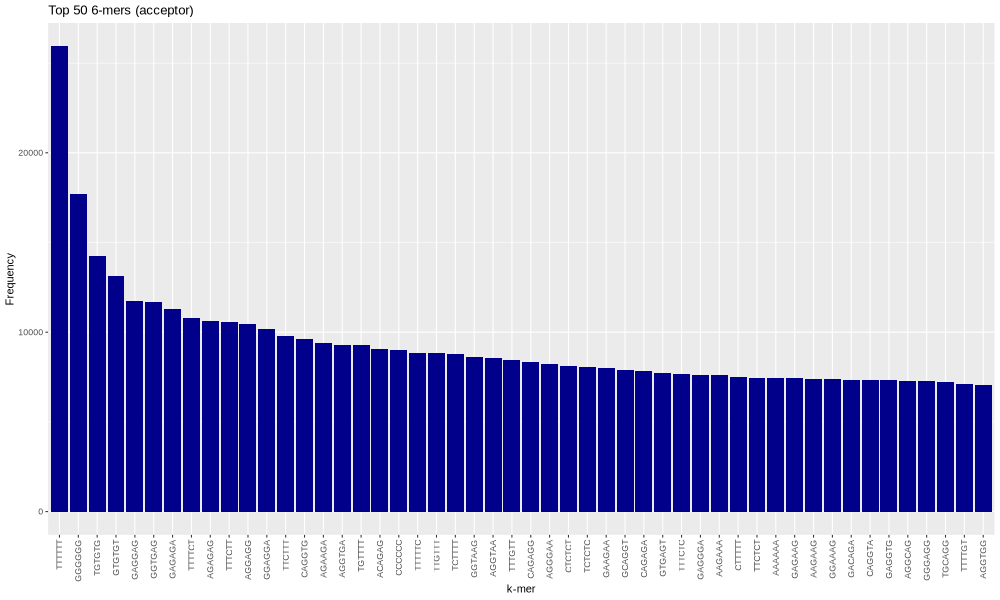 Top 50 6-mers (acceptor)
Frequency
20000
10000
0
TTTTTT
GGGGGG
TGTGTG
GTGTGT
GAGGAG
GGTGAG
GAGAGA
TTTTCT
AGAGAG
TTTCTT
AGGAGG
GGAGGA
TTCTTT
CAGGTG
AGAAGA
AGGTGA
TGTTTT
ACAGAG
CCCCCC
TTTTTC
TTGTTT
TCTTTT
GGTAAG
AGGTAA
TTTGTT
CAGAGG
AGGGAA
CTCTCT
TCTCTC
GAAGAA
GCAGGT
CAGAGA
GTGAGT
TTTCTC
GAGGGA
AAGAAA
CTTTTT
TTCTCT
AAAAAA
GAGAAG
AAGAAG
GGAAGG
GACAGA
CAGGTA
GAGGTG
AGGCAG
GGGAGG
TGCAGG
TTTTGT
AGGTGG
k-mer